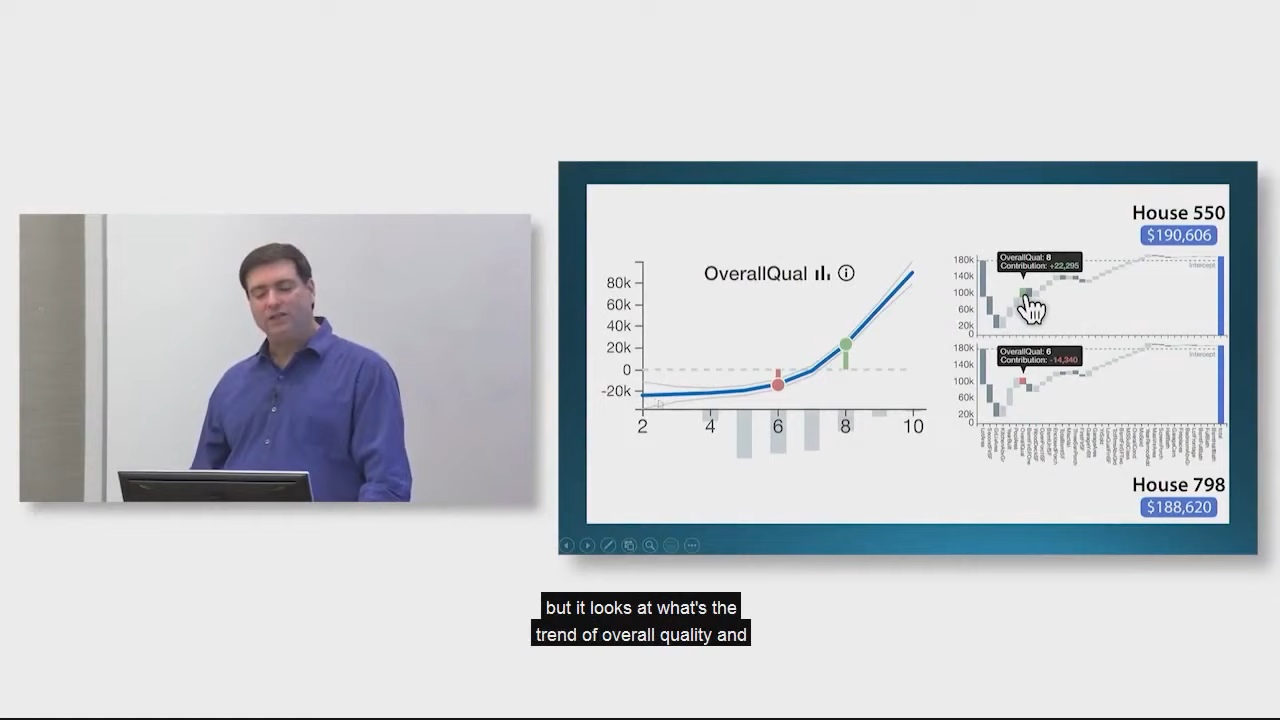 House 550
$190,606
OverallQual
80k
60k
40k
20k
0
-20k
2 4 6 8 10
180k
140k
100k
60k
20k
0
OverallQual: 8
Contribution: +22,295
Intercept
180k
140k
100k
60k
20k
0
OverallQual: 6
Contribution: -14,340
Intercept
House 798
$188,620
but it looks at what's the
trend of overall quality and